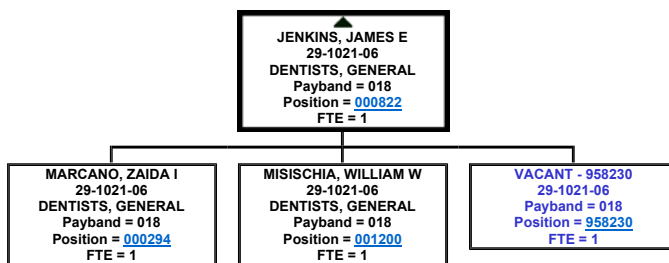 JENKINS, JAMES E
29-1021-06
DENTISTS, GENERAL
Payband = 018
Position = 000822
FTE = 1
MARCANO, ZAIDA I
29-1021-06
DENTISTS, GENERAL
Payband = 018
Position = 000294
FTE = 1
MISISCHIA, WILLIAM W
29-1021-06
DENTISTS, GENERAL
Payband = 018
Position = 001200
FTE = 1
VACANT - 958230
29-1021-06
Payband = 018
Position = 958230
FTE = 1